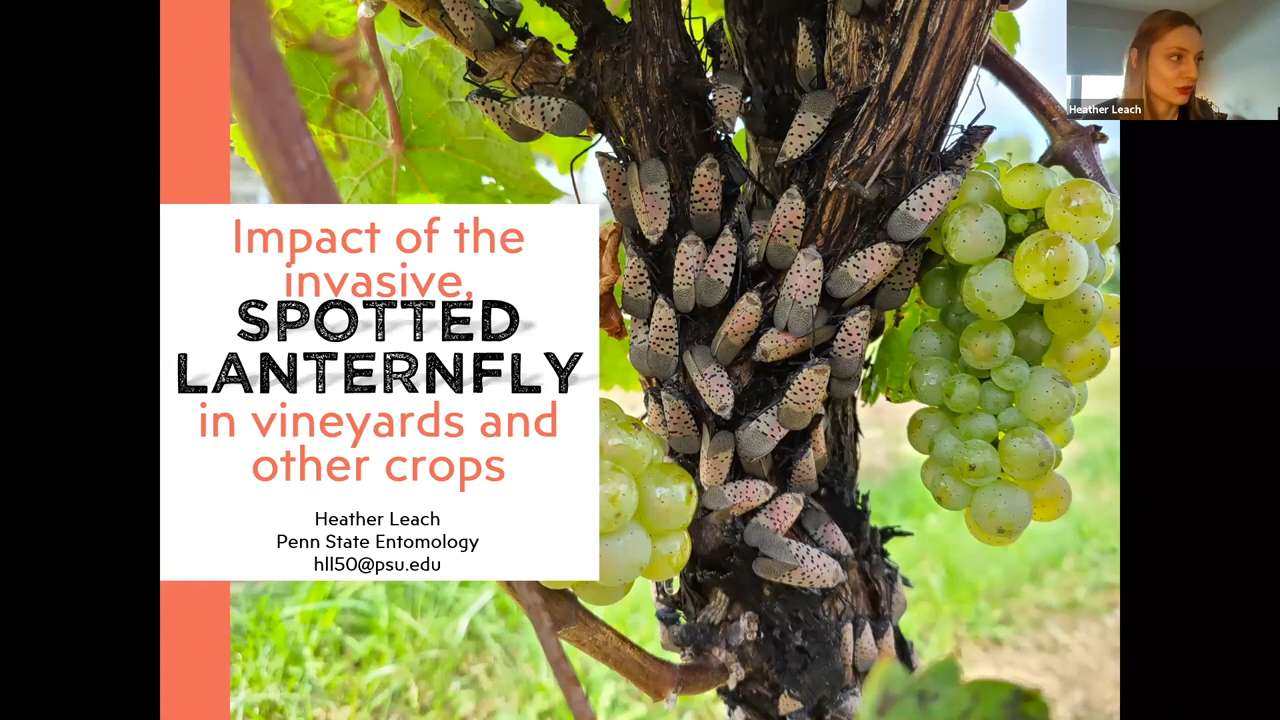 Impact of the
invasive,
SPOTTED
LANTERNFLY
in vineyards and
other crops
Heather Leach
Penn State Entomology
hll50@psu.edu
Heather Leach